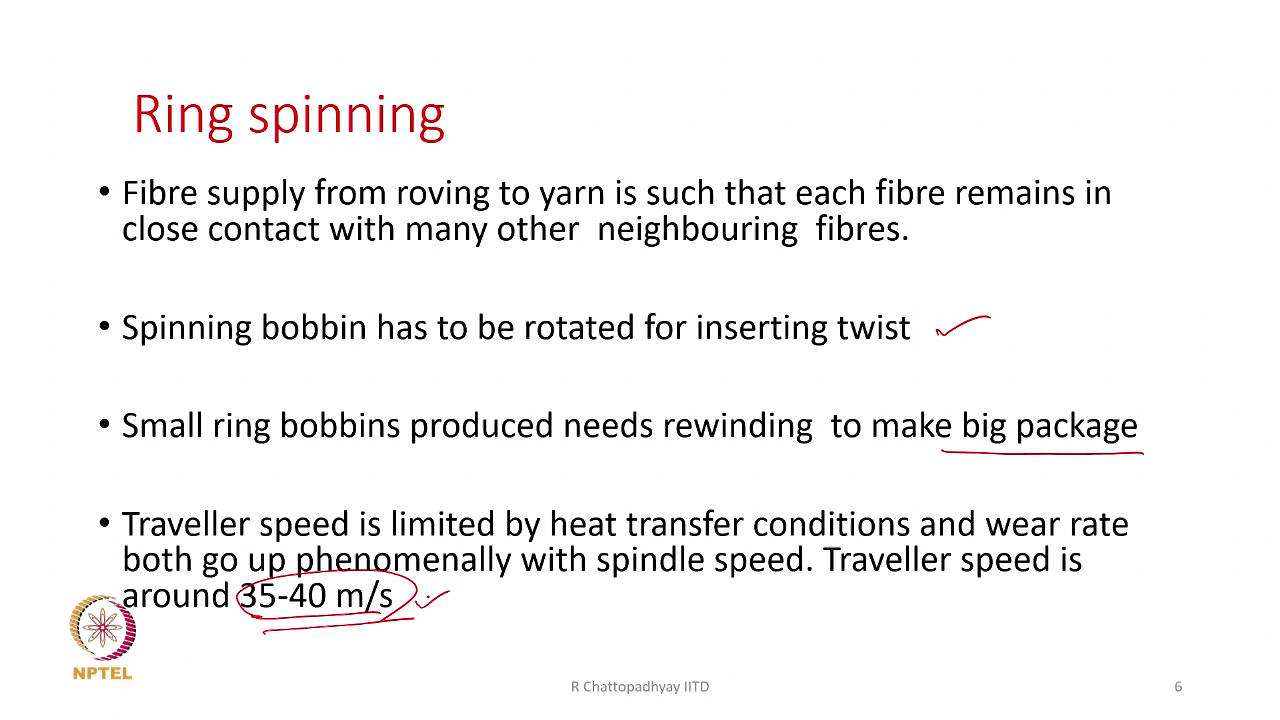 Ring spinning
• Fibre supply from roving to yarn is such that each fibre remains in
close contact with many other neighbouring fibres.
• Spinning bobbin has to be rotated for inserting twist
• Small ring bobbins produced needs rewinding to make big package
• Traveller speed is limited by heat transfer conditions and wear rate
both go up phenomenally with spindle speed. Traveller speed is
around 35-40 m/s
NPTEL
R Chattopadhyay IITD
6